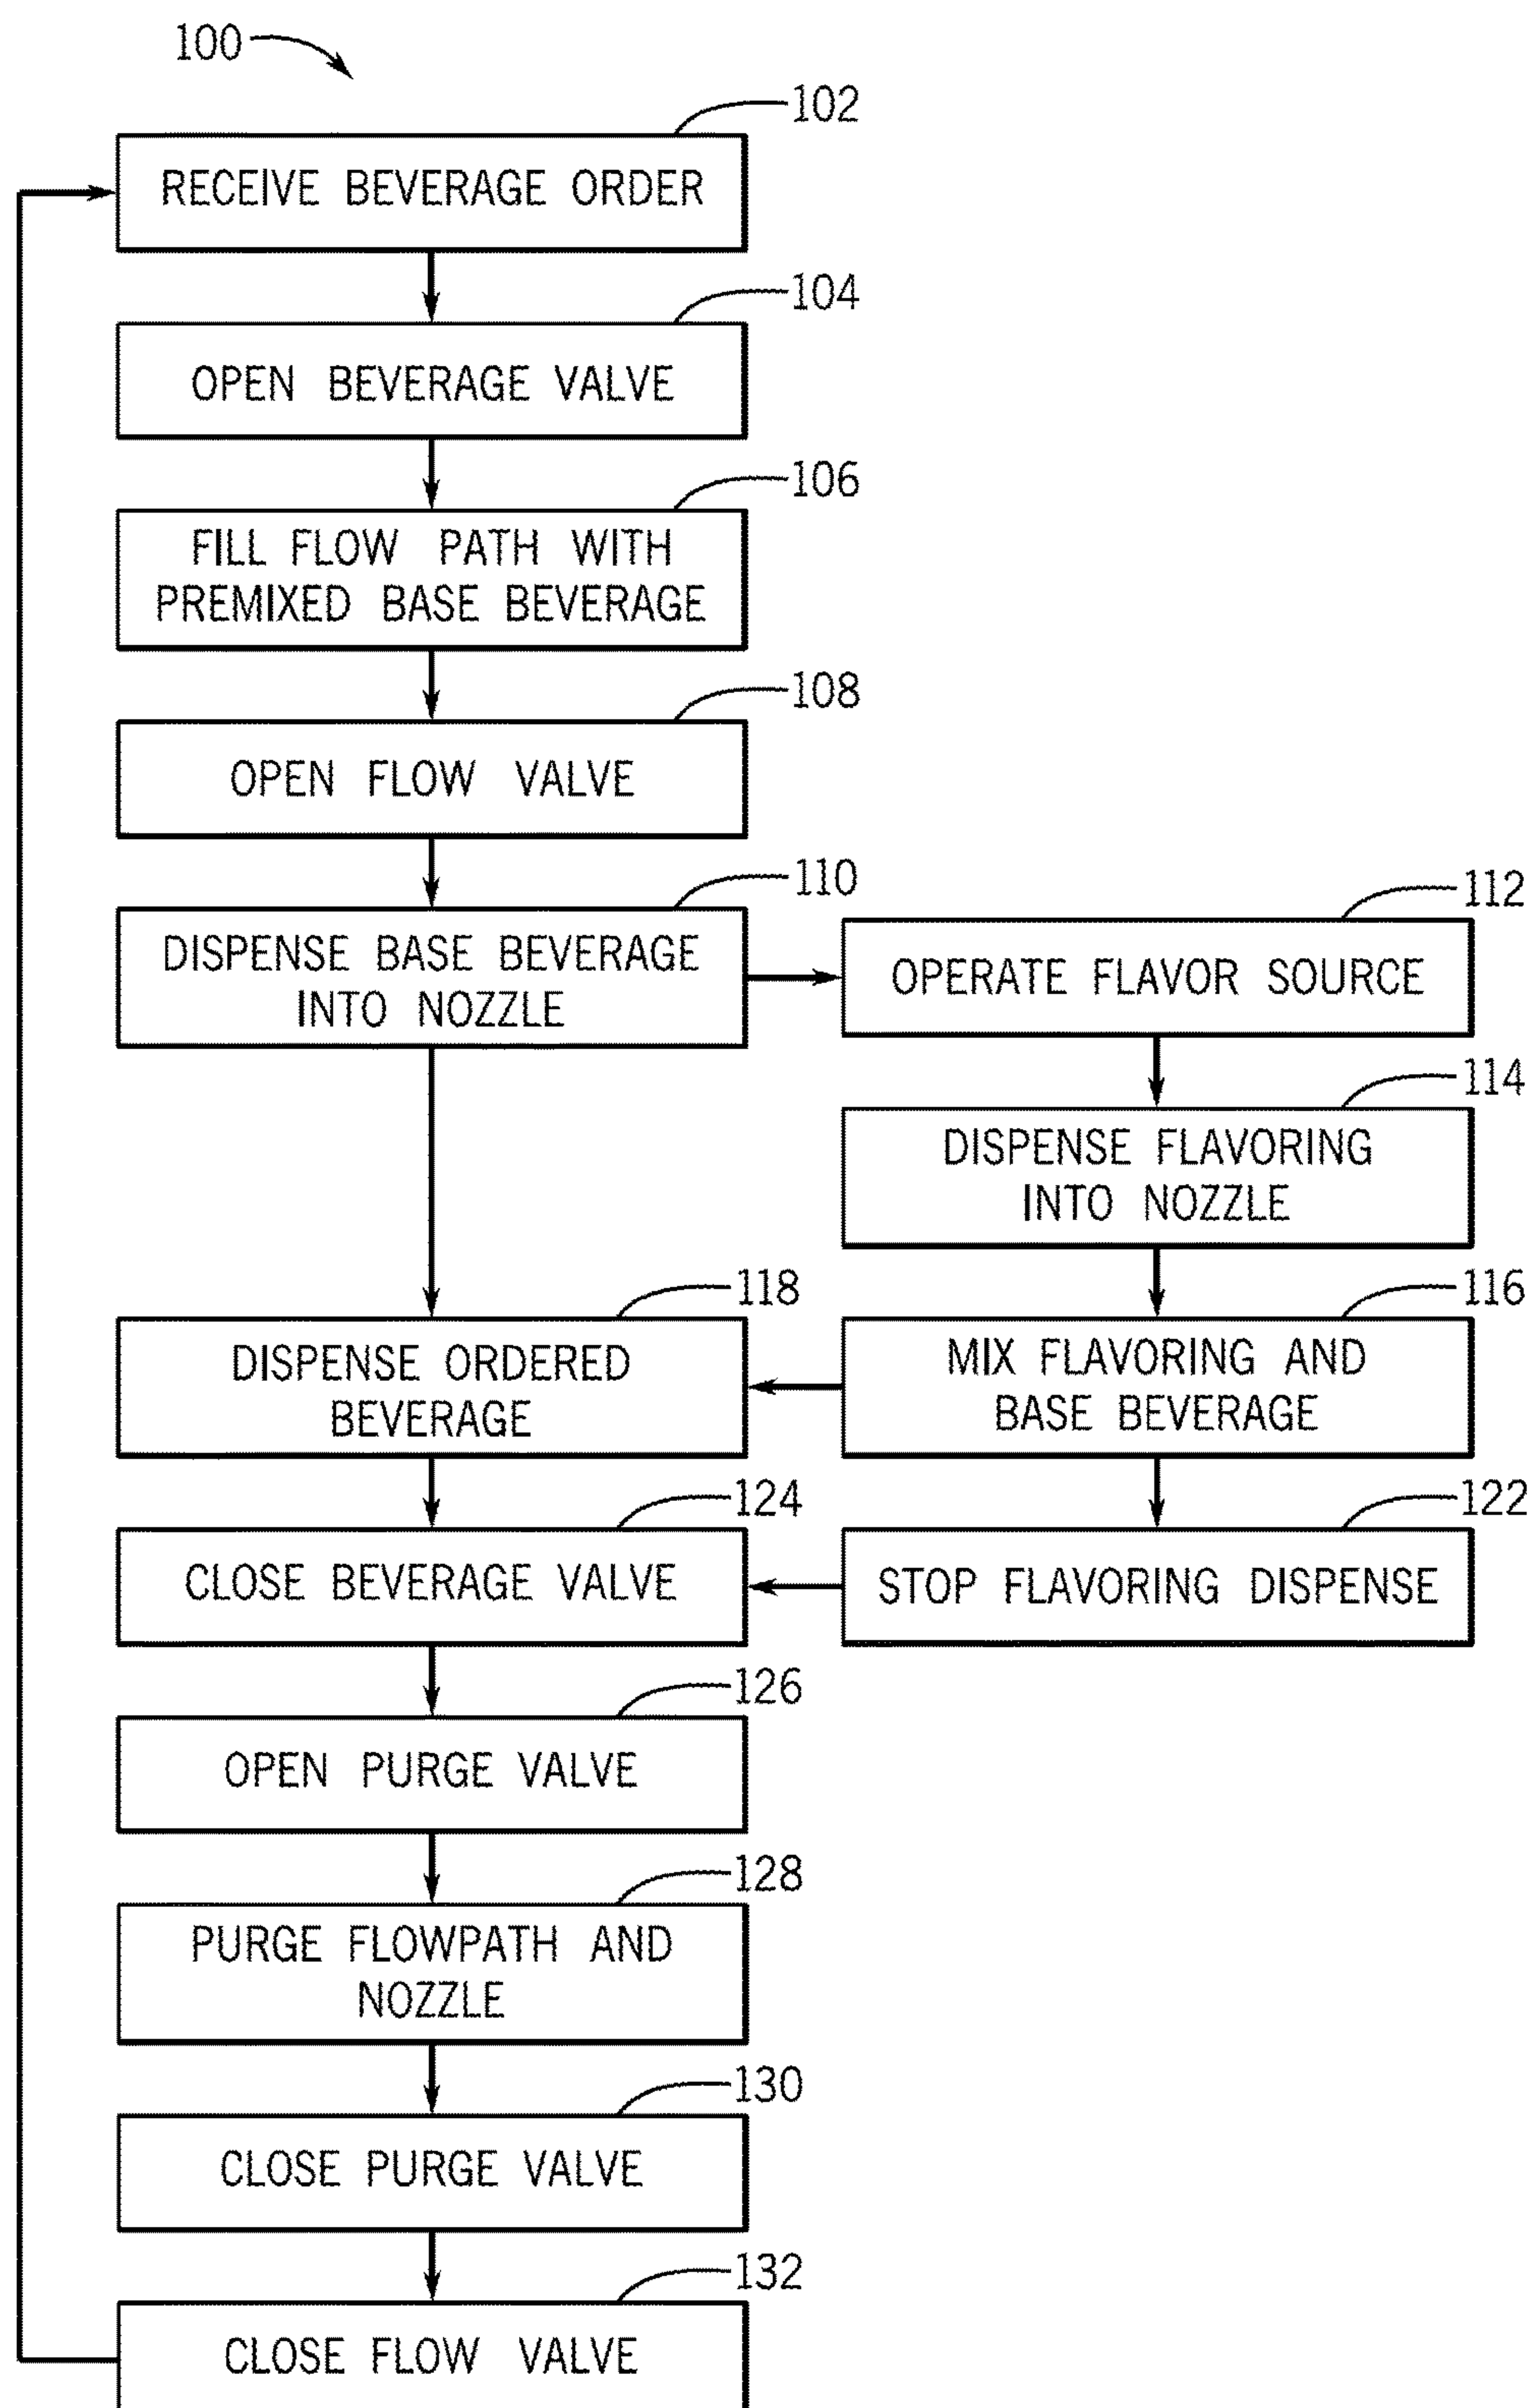 100
102
RECEIVE BEVERAGE ORDER
104
OPEN BEVERAGE VALVE
106
FILL FLOW PATH WITH
PREMIXED BASE BEVERAGE
108
OPEN FLOW VALVE
110
DISPENSE BASE BEVERAGE
INTO NOZZLE
112
OPERATE FLAVOR SOURCE
114
DISPENSE FLAVORING
INTO NOZZLE
116
MIX FLAVORING AND
BASE BEVERAGE
118
DISPENSE ORDERED
BEVERAGE
122
STOP FLAVORING DISPENSE
124
CLOSE BEVERAGE VALVE
126
OPEN PURGE VALVE
128
PURGE FLOWPATH AND
NOZZLE
130
CLOSE PURGE VALVE
132
CLOSE FLOW VALVE